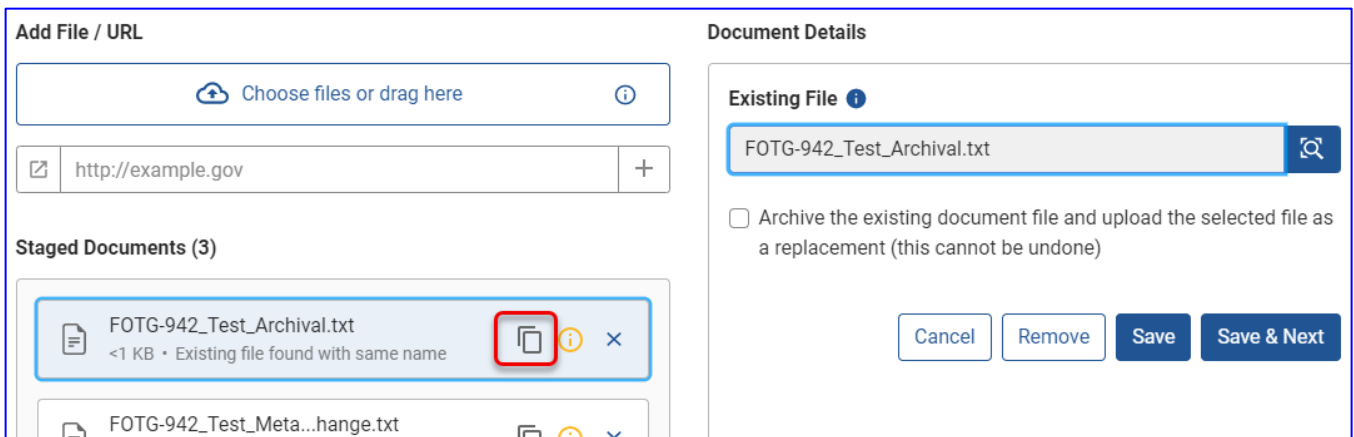 Add File / URL
Choose files or drag here
http://example.gov
Staged Documents (3)
FOTG-942_Test_Archival.txt
<1 KB • Existing file found with same name
FOTG-942_Test_Meta...hange.txt
Document Details
Existing File
FOTG-942_Test_Archival.txt
Archive the existing document file and upload the selected file as
a replacement (this cannot be undone)
Cancel
Remove
Save
Save & Next